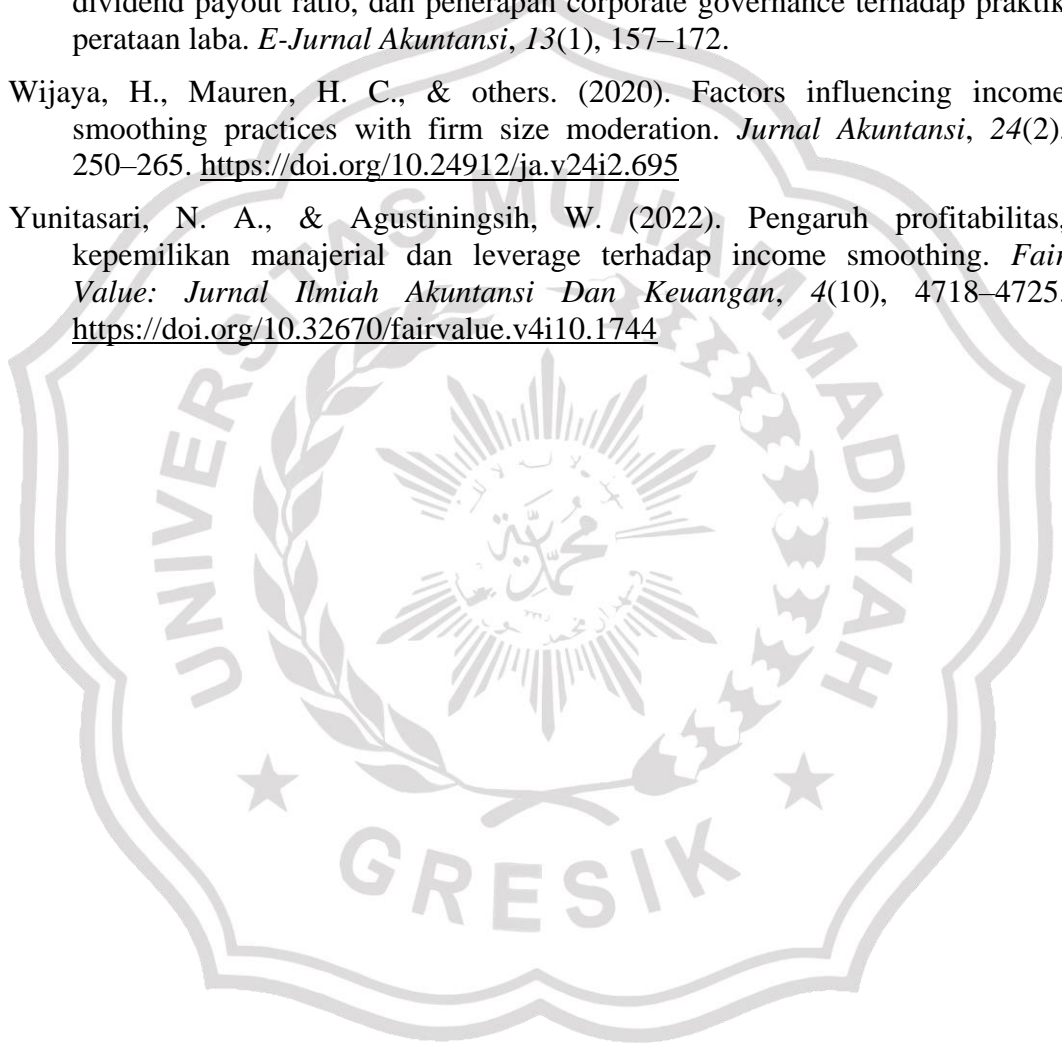 dividend payout ratio, dan penerapan corporate governance terhadap praktik
perataan laba. E-Jurnal Akuntansi, 13(1), 157–172.
Wijaya, H., Mauren, H. C., & others. (2020). Factors influencing income
smoothing practices with firm size moderation. Jurnal Akuntansi, 24(2),
250–265. https://doi.org/10.24912/ja.v24i2.695
Yunitasari, N. A., & Agustiningsih, W. (2022). Pengaruh profitabilitas,
kepemilikan manajerial dan leverage terhadap income smoothing. Fair
Value: Jurnal Ilmiah Akuntansi Dan Keuangan, 4(10), 4718–4725.
https://doi.org/10.32670/fairvalue.v4i10.1744
UNIVERSITAS MUHAMMADIYAH
GRESIK